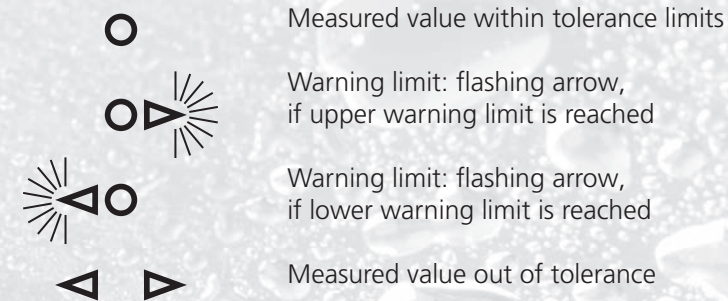 Measured value within tolerance limits
Warning limit: flashing arrow,
if upper warning limit is reached
Warning limit: flashing arrow,
if lower warning limit is reached
Measured value out of tolerance